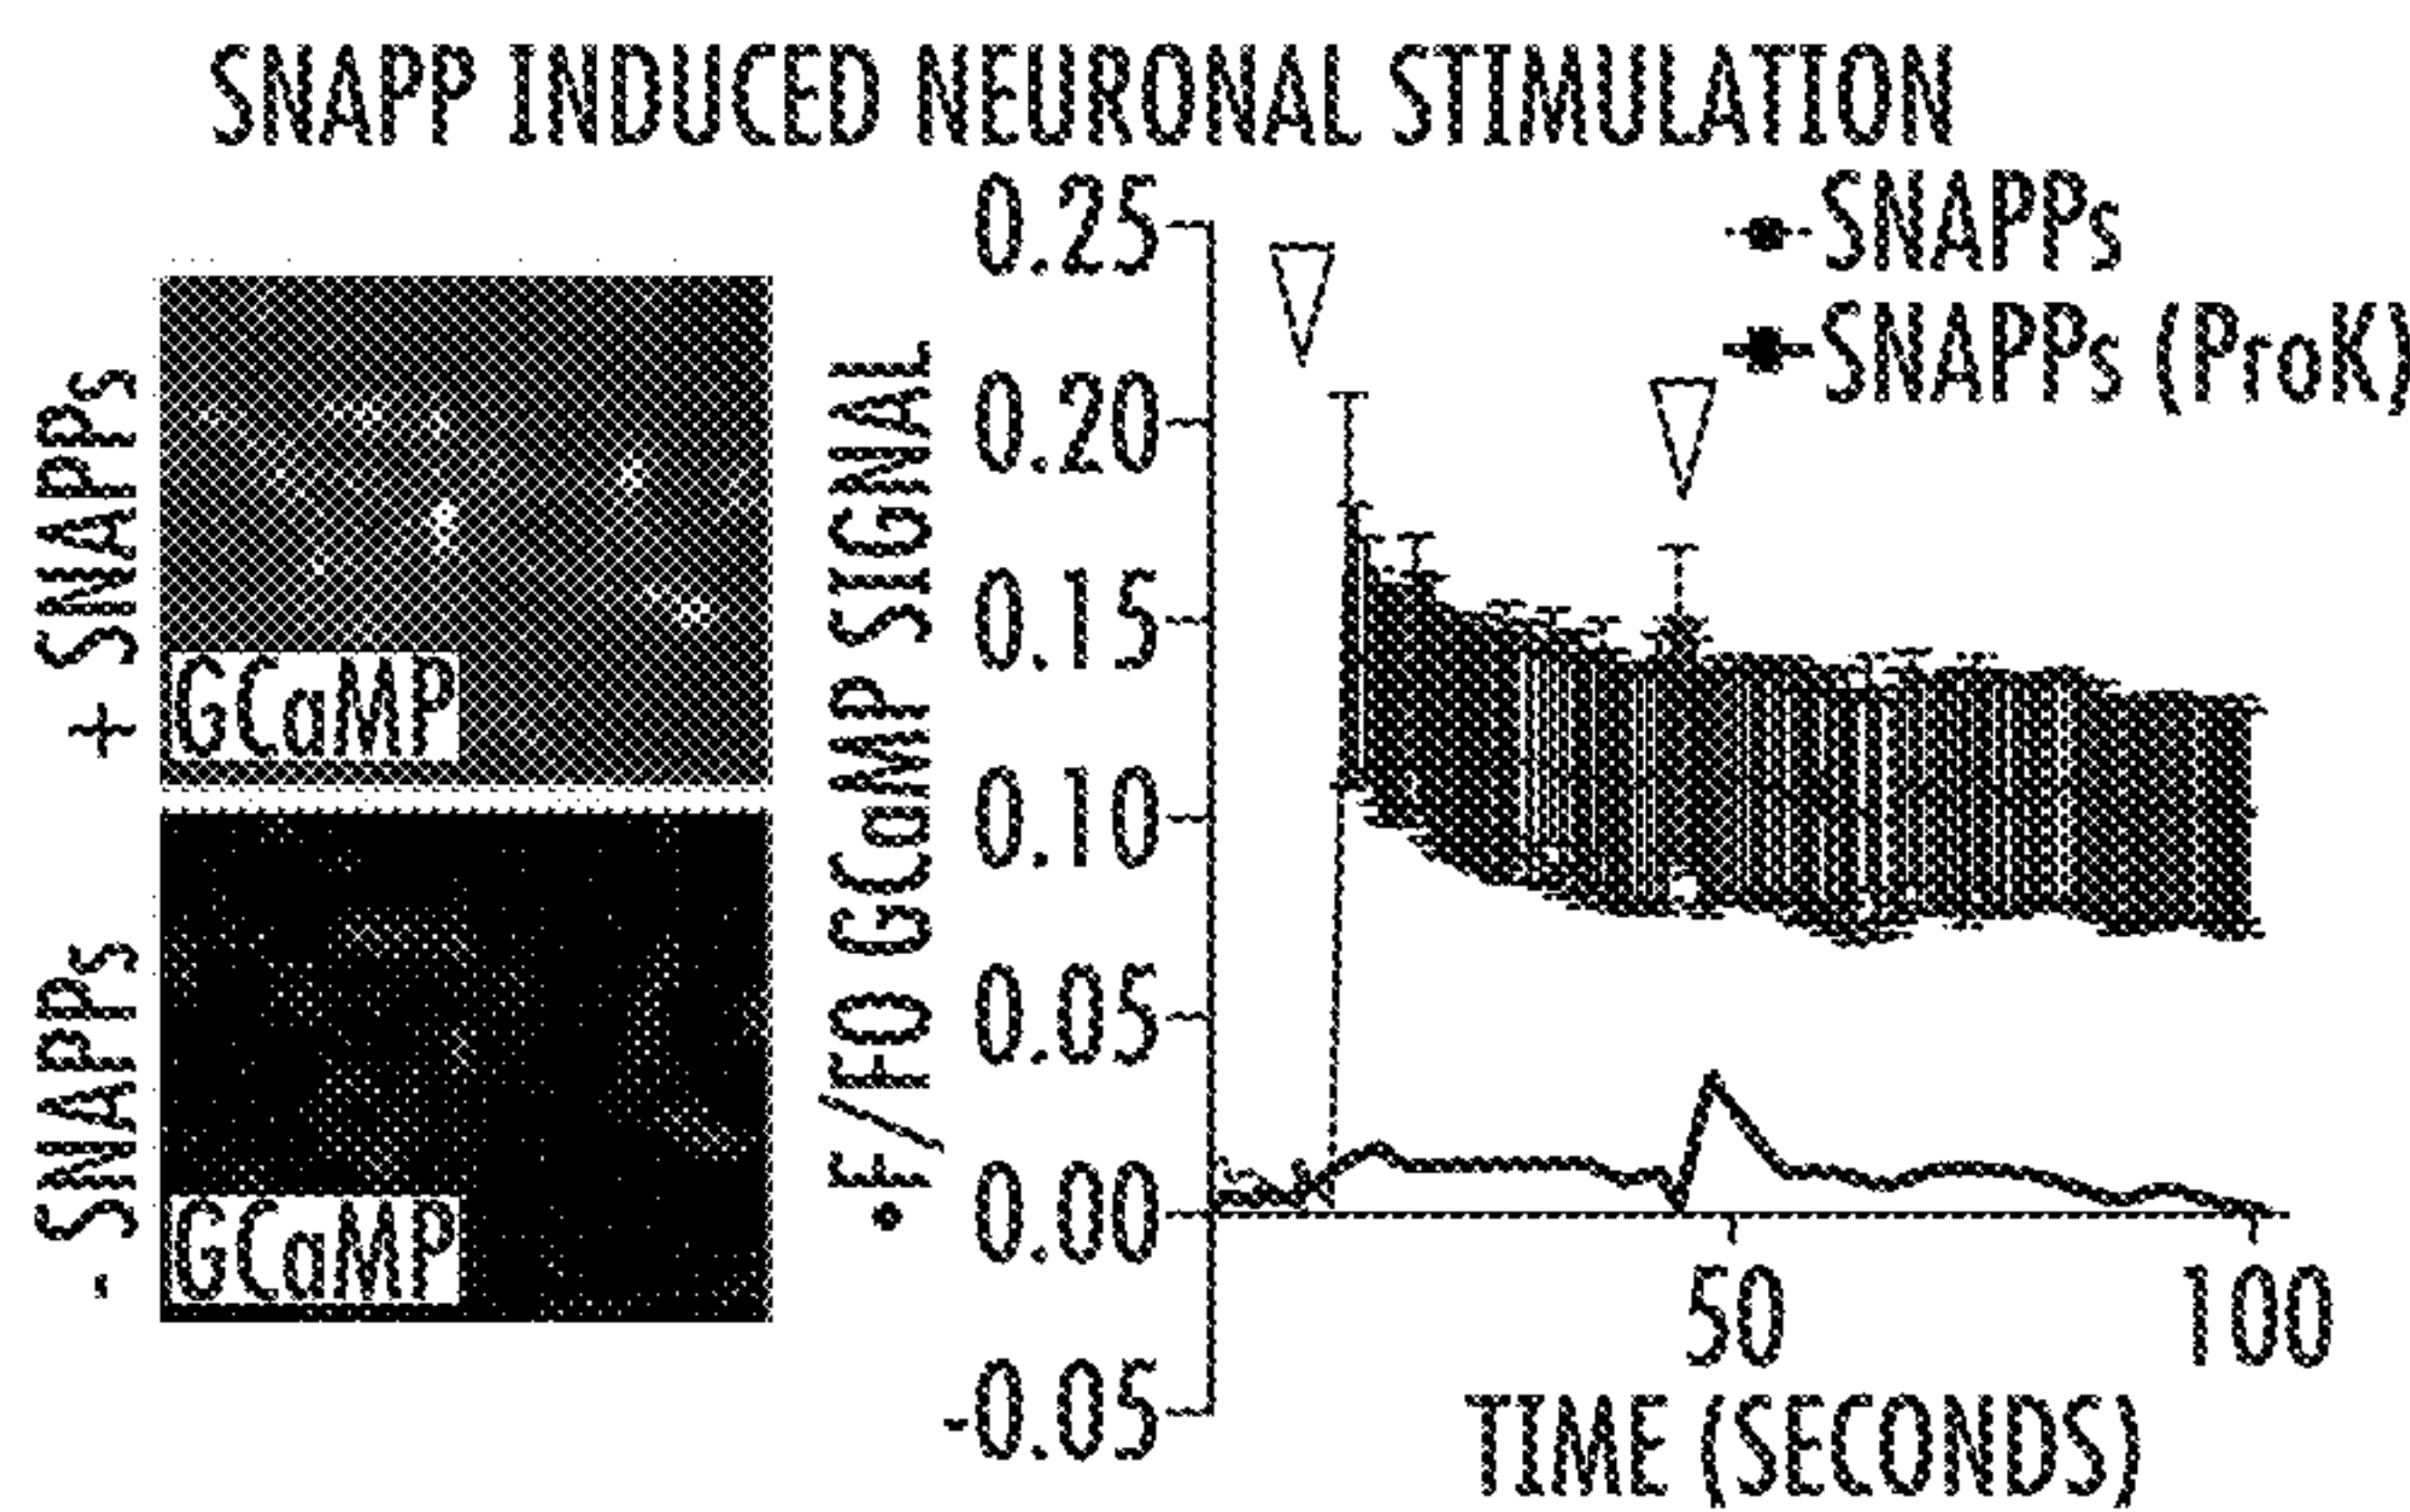 SNAPP INDUCED NEURONAL STIMULATION
+ SNAPPs
GCaMP
- SNAPPs
GCaMP
•F/FO GCaMP SIGNAL
0.25
0.20
0.15
0.10
0.05
0.00
-0.05
SNAPPs
SNAPPs (ProK)
50
100
TIME (SECONDS)